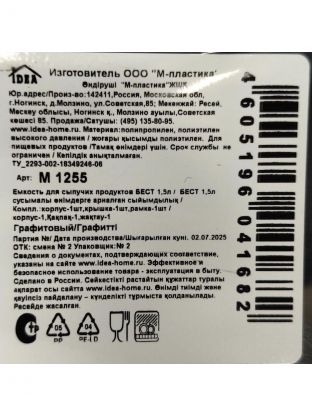 IDEA
Изготовитель ООО "М-пластика"
Өндіруші "М-пластика"ЖШҚ
Юр.адрес/Произ-во:142411,Россия, Московская обл,
г.Ногинск, д.Молзино, ул.Советская,85; Мекенжай: Ресей,
Мәскеу облысы, Ногинск қ., Молзино ауылы,Советская
көшесі 85. Продажа/Сатушы: (495) 135-80-95.
www.idea-home.ru. Материал:полипропилен, полиэтилен
высокого давления / жоғары қысымды полиэтилен. Для
пищевых продуктов /Тамақ өнімдері үшін. Срок службы не
ограничен / Кепілдік анықталмаған.
ТУ_2293-002-18349246-06
Арт: М 1255
Емкость для сыпучих продуктов БЕСТ 1,5л / БЕСТ 1,5л
сусымалы өнімдерге арналған сыйымдылық /
Компл.:корпус-1шт,крышка-1шт,рамка-1шт /
корпус-1,Қақпақ-1,жақтау-1
Графитовый/Графитті
Партия №/ Дата производства/Шығарылған күні. 02.07.2025
ОТК: смена № 2 Упаковщик № 2
Сведения о документах, подтверждающих соответствие,
указаны на сайте www.idea-home.ru. Эффективное и
безопасное использование товара - эксплуатация в быту.
Сделано в России. Сәйкестікті растайтын құжаттар туралы
ақпарат осы сайтта www.idea-home.ru. Өнімді тиімді және
қауіпсіз пайдалану – күнделікті тұрмыста қолданылады.
Ресейде жасалған.
05
PP
04
PE-LD
4605196041682